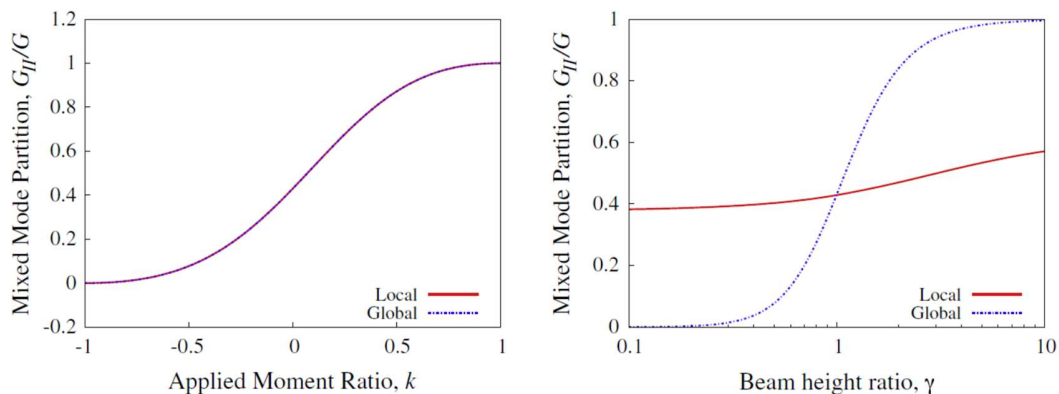 1.2
1
0.8
0.6
0.4
0.2
0
-0.2
Mixed Mode Partition, G_II/G
Local
Global
-1
-0.5
0
0.5
1
Applied Moment Ratio, k
1
0.8
0.6
0.4
0.2
0
Mixed Mode Partition, G_II/G
Local
Global
0.1
1
10
Beam height ratio, γ